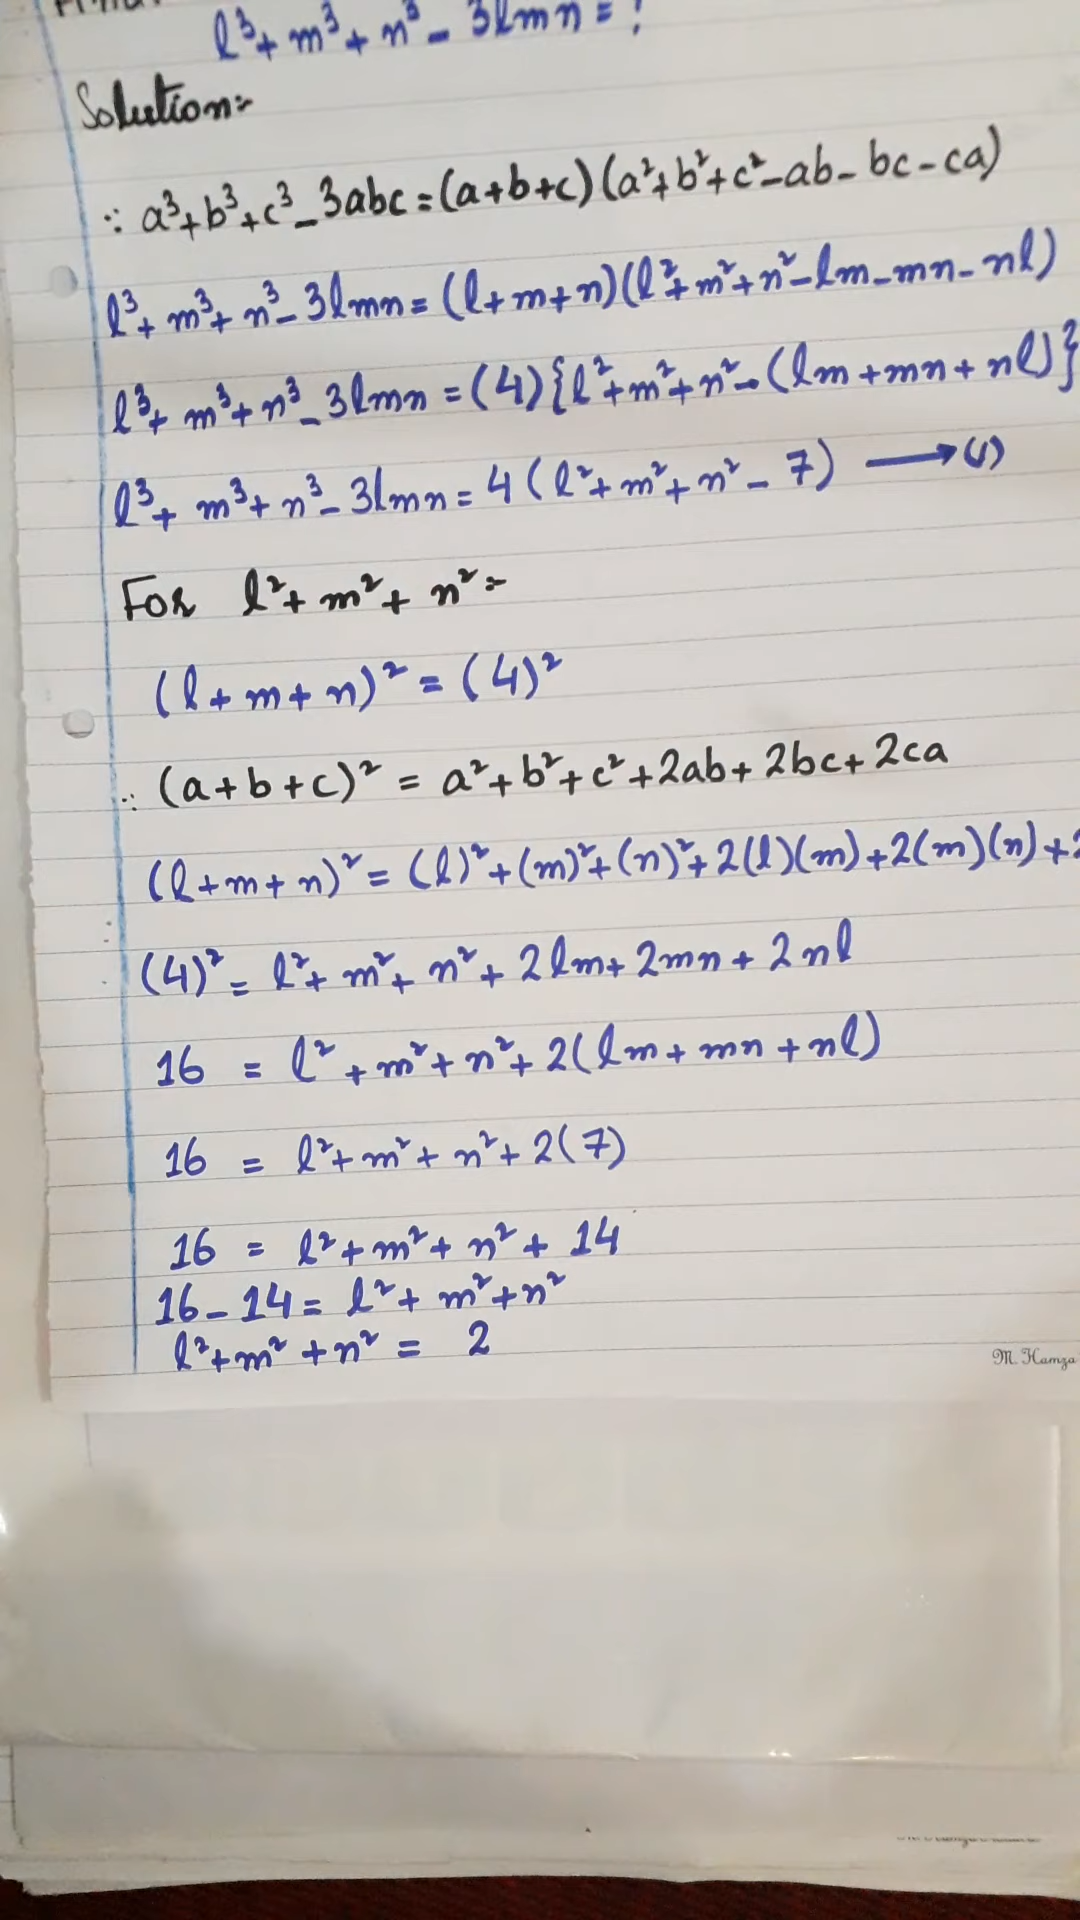 l³+ m³+ n³- 3lmn = ?
Solution:-
∵ a³+b³+c³-3abc=(a+b+c)(a²+b²+c²-ab-bc-ca)
l³+ m³+ n³-3lmn=(l+m+n)(l²+m²+n²-lm-mn-nl)
l³+ m³+n³-3lmn=(4){l²+m²+n²-(lm+mn+nl)}
l³+ m³+n³-3lmn=4(l²+m²+n²-7) ⟶(1)
For l²+m²+n²:-
(l+m+n)²=(4)²
∵ (a+b+c)² = a²+b²+c²+2ab+2bc+2ca
(l+m+n)²=(l)²+(m)²+(n)²+2(l)(m)+2(m)(n)+2
(4)²= l²+m²+n²+2lm+2mn+2nl
16 = l²+m²+n²+2(lm+mn+nl)
16 = l²+m²+n²+2(7)
16 = l²+m²+n²+14
16-14= l²+m²+n²
l²+m²+n² = 2
M. Hamza